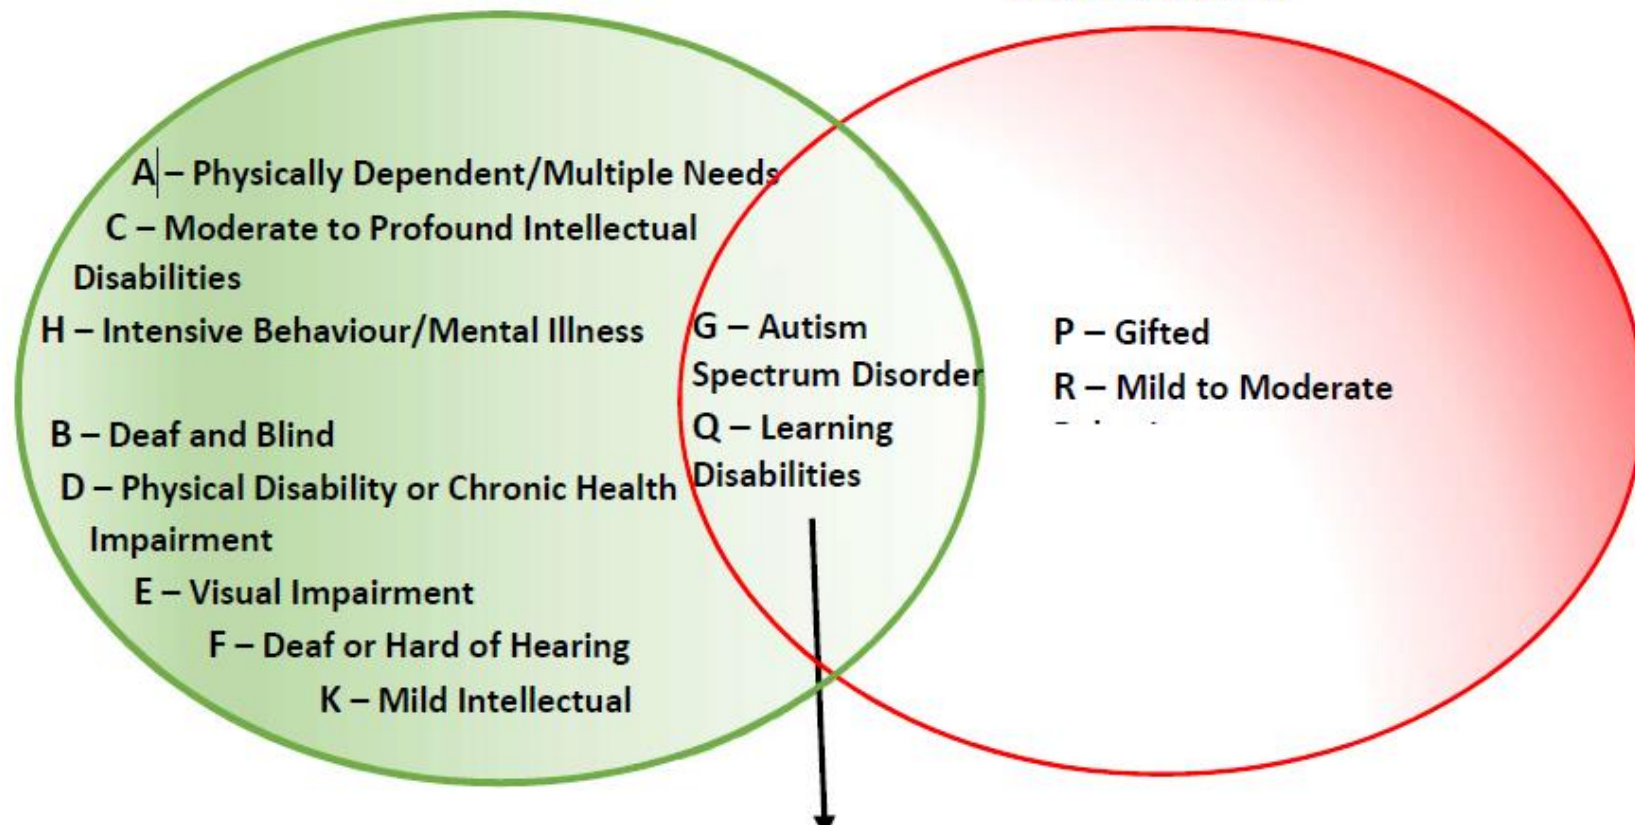 A – Physically Dependent/Multiple Needs
C – Moderate to Profound Intellectual
Disabilities
H – Intensive Behaviour/Mental Illness
B – Deaf and Blind
D – Physical Disability or Chronic Health
Impairment
E – Visual Impairment
F – Deaf or Hard of Hearing
K – Mild Intellectual
G – Autism
Spectrum Disorder
Q – Learning
Disabilities
P – Gifted
R – Mild to Moderate